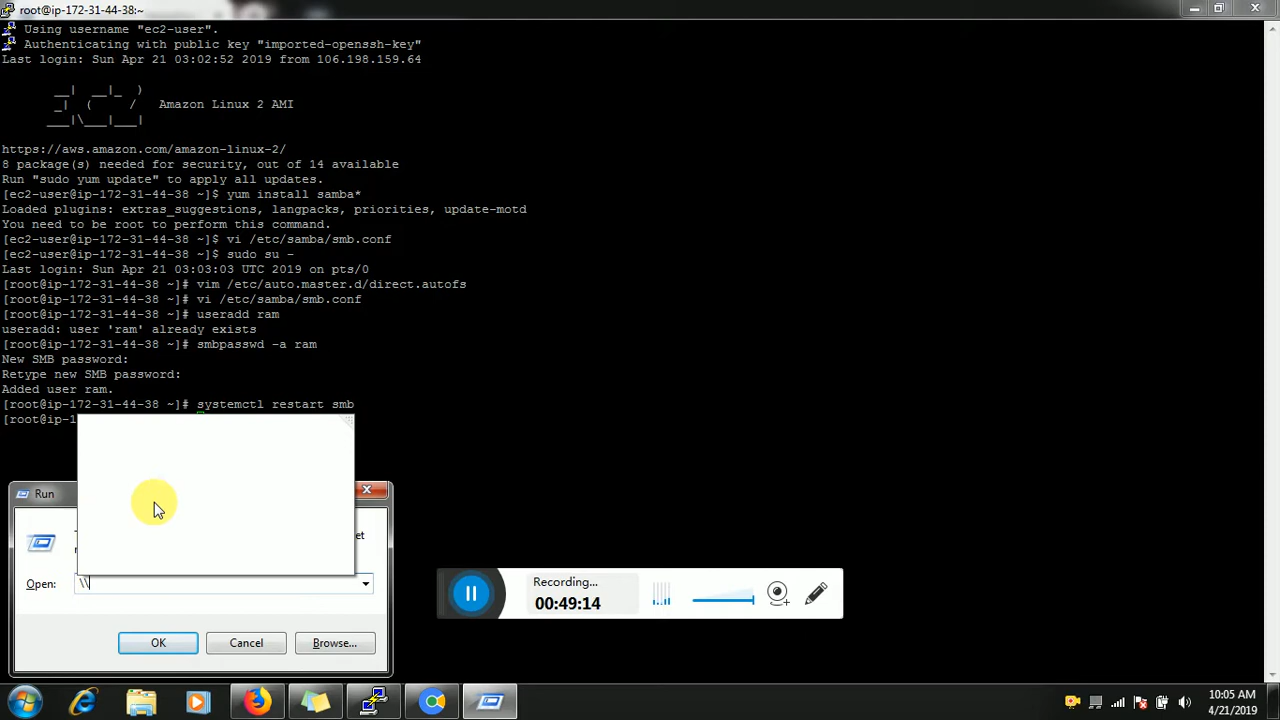 root@ip-172-31-44-38:~
Using username "ec2-user".
Authenticating with public key "imported-openssh-key"
Last login: Sun Apr 21 03:02:52 2019 from 106.198.159.64
__|  __|_  )
_|  (     /   Amazon Linux 2 AMI
___|\___|___|
https://aws.amazon.com/amazon-linux-2/
8 package(s) needed for security, out of 14 available
Run "sudo yum update" to apply all updates.
[ec2-user@ip-172-31-44-38 ~]$ yum install samba*
Loaded plugins: extras_suggestions, langpacks, priorities, update-motd
You need to be root to perform this command.
[ec2-user@ip-172-31-44-38 ~]$ vi /etc/samba/smb.conf
[ec2-user@ip-172-31-44-38 ~]$ sudo su -
Last login: Sun Apr 21 03:03:03 UTC 2019 on pts/0
[root@ip-172-31-44-38 ~]# vim /etc/auto.master.d/direct.autofs
[root@ip-172-31-44-38 ~]# vi /etc/samba/smb.conf
[root@ip-172-31-44-38 ~]# useradd ram
useradd: user 'ram' already exists
[root@ip-172-31-44-38 ~]# smbpasswd -a ram
New SMB password:
Retype new SMB password:
Added user ram.
[root@ip-172-31-44-38 ~]# systemctl restart smb
[root@ip-1
Run
et
Open: \\
OK Cancel Browse...
Recording...
00:49:14
10:05 AM
4/21/2019